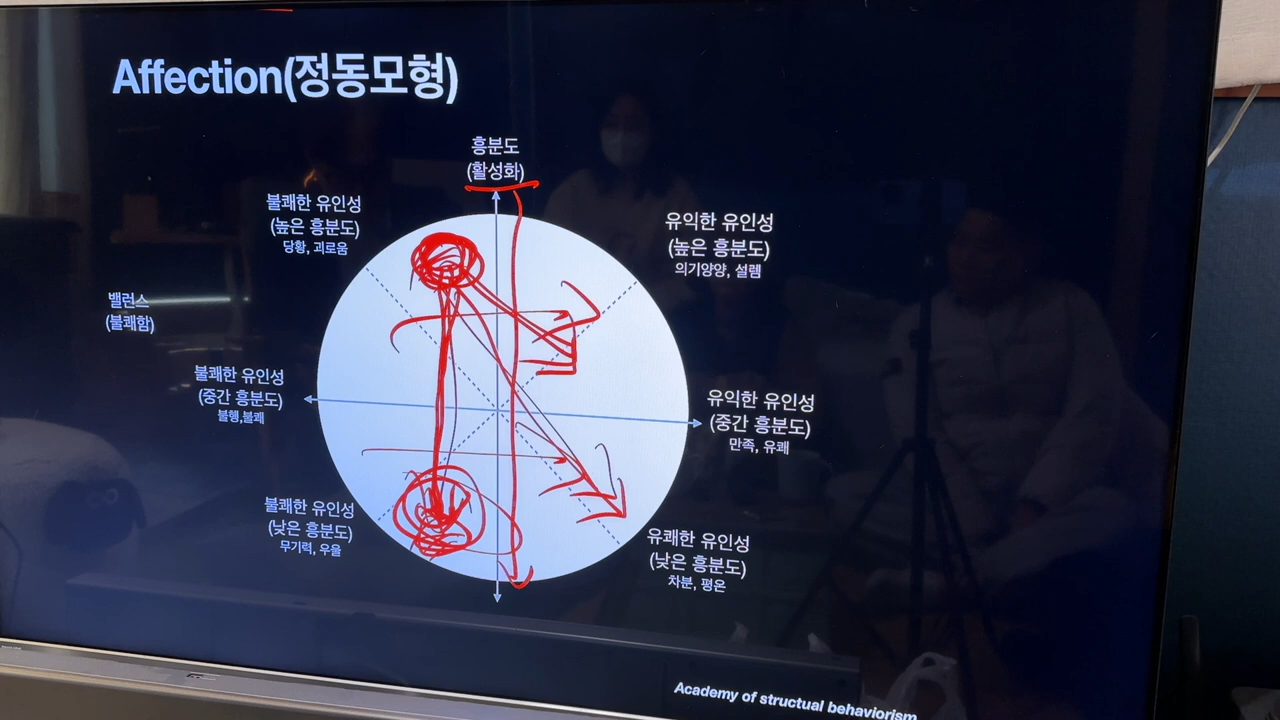 Affection(정동모형)
흥분도
(활성화)
불쾌한 유인성
(높은 흥분도)
당황, 괴로움
유익한 유인성
(높은 흥분도)
의기양양, 설렘
밸런스
(불쾌함)
불쾌한 유인성
(중간 흥분도)
불행,불쾌
유익한 유인성
(중간 흥분도)
만족, 유쾌
불쾌한 유인성
(낮은 흥분도)
무기력, 우울
유쾌한 유인성
(낮은 흥분도)
차분, 평온
Academy of structual behaviorism